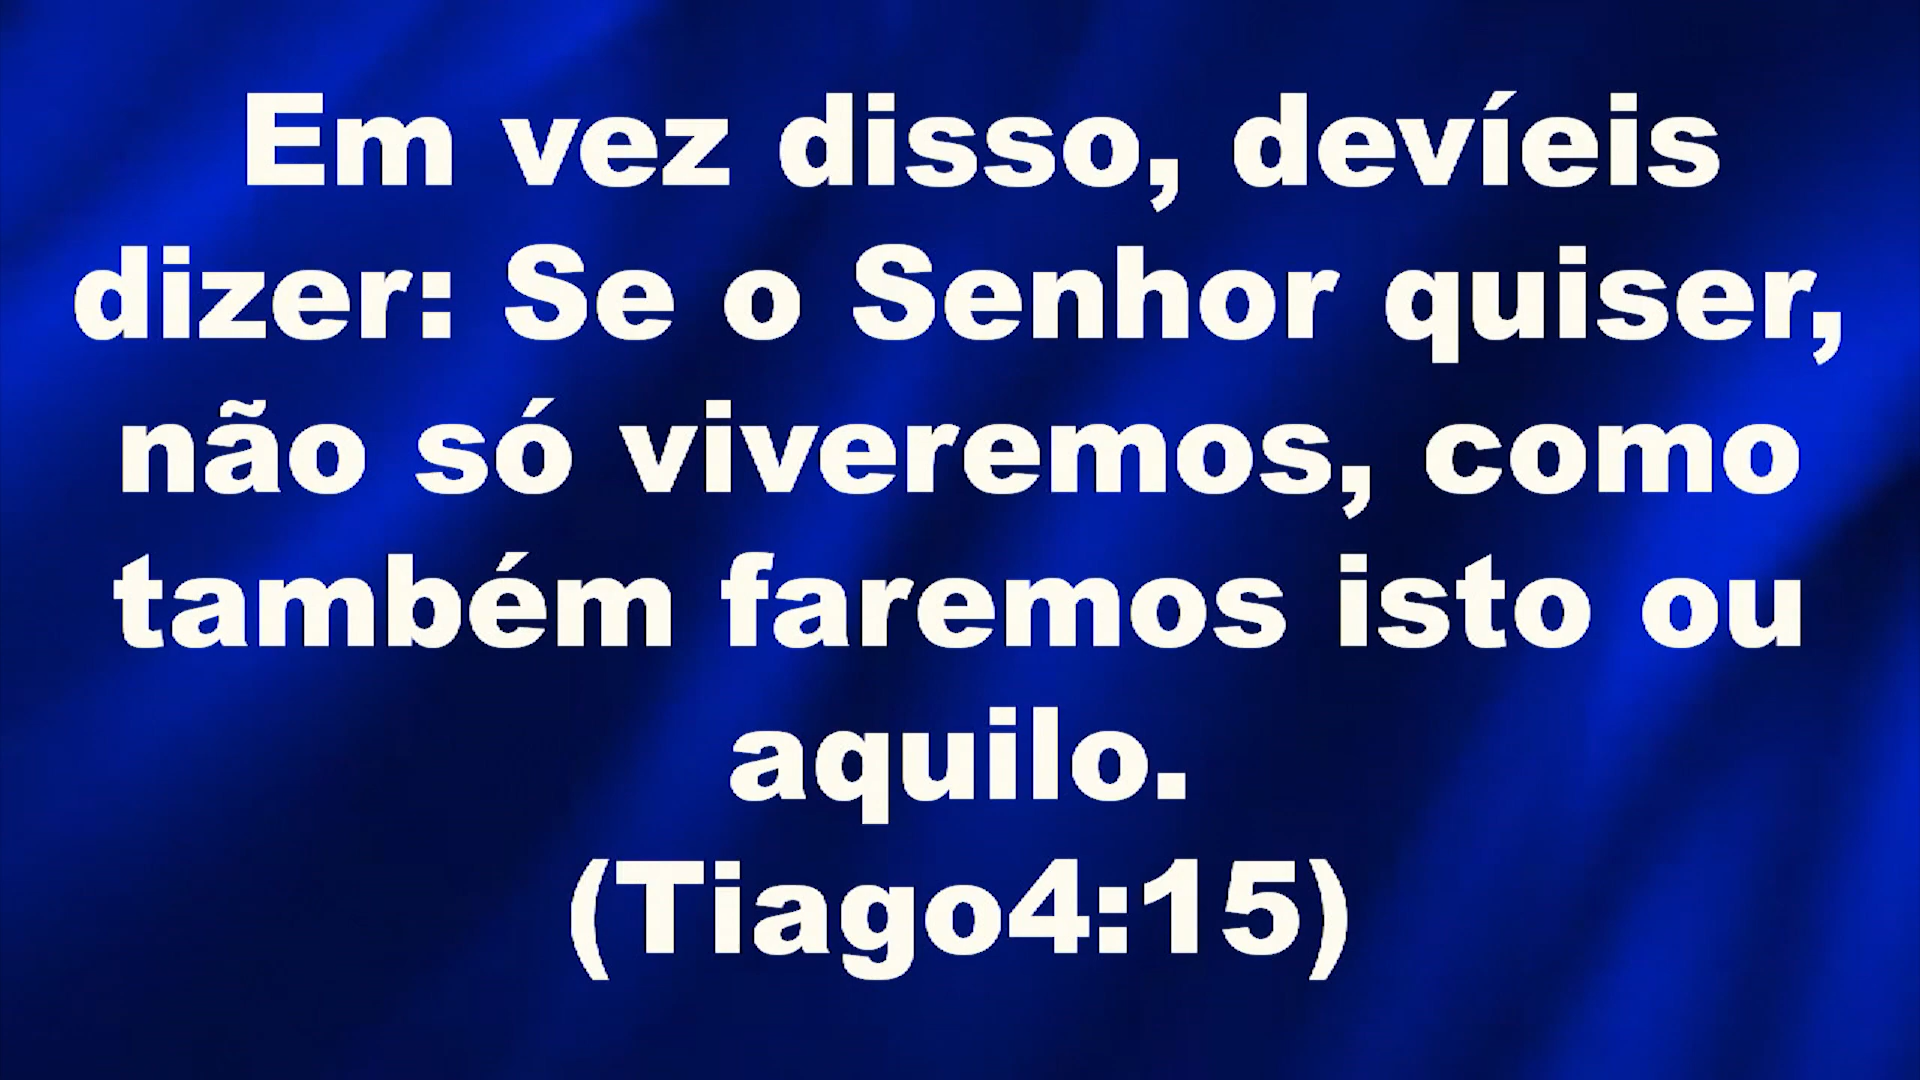 Em vez disso, devíeis
dizer: Se o Senhor quiser,
não só viveremos, como
também faremos isto ou
aquilo.
(Tiago4:15)